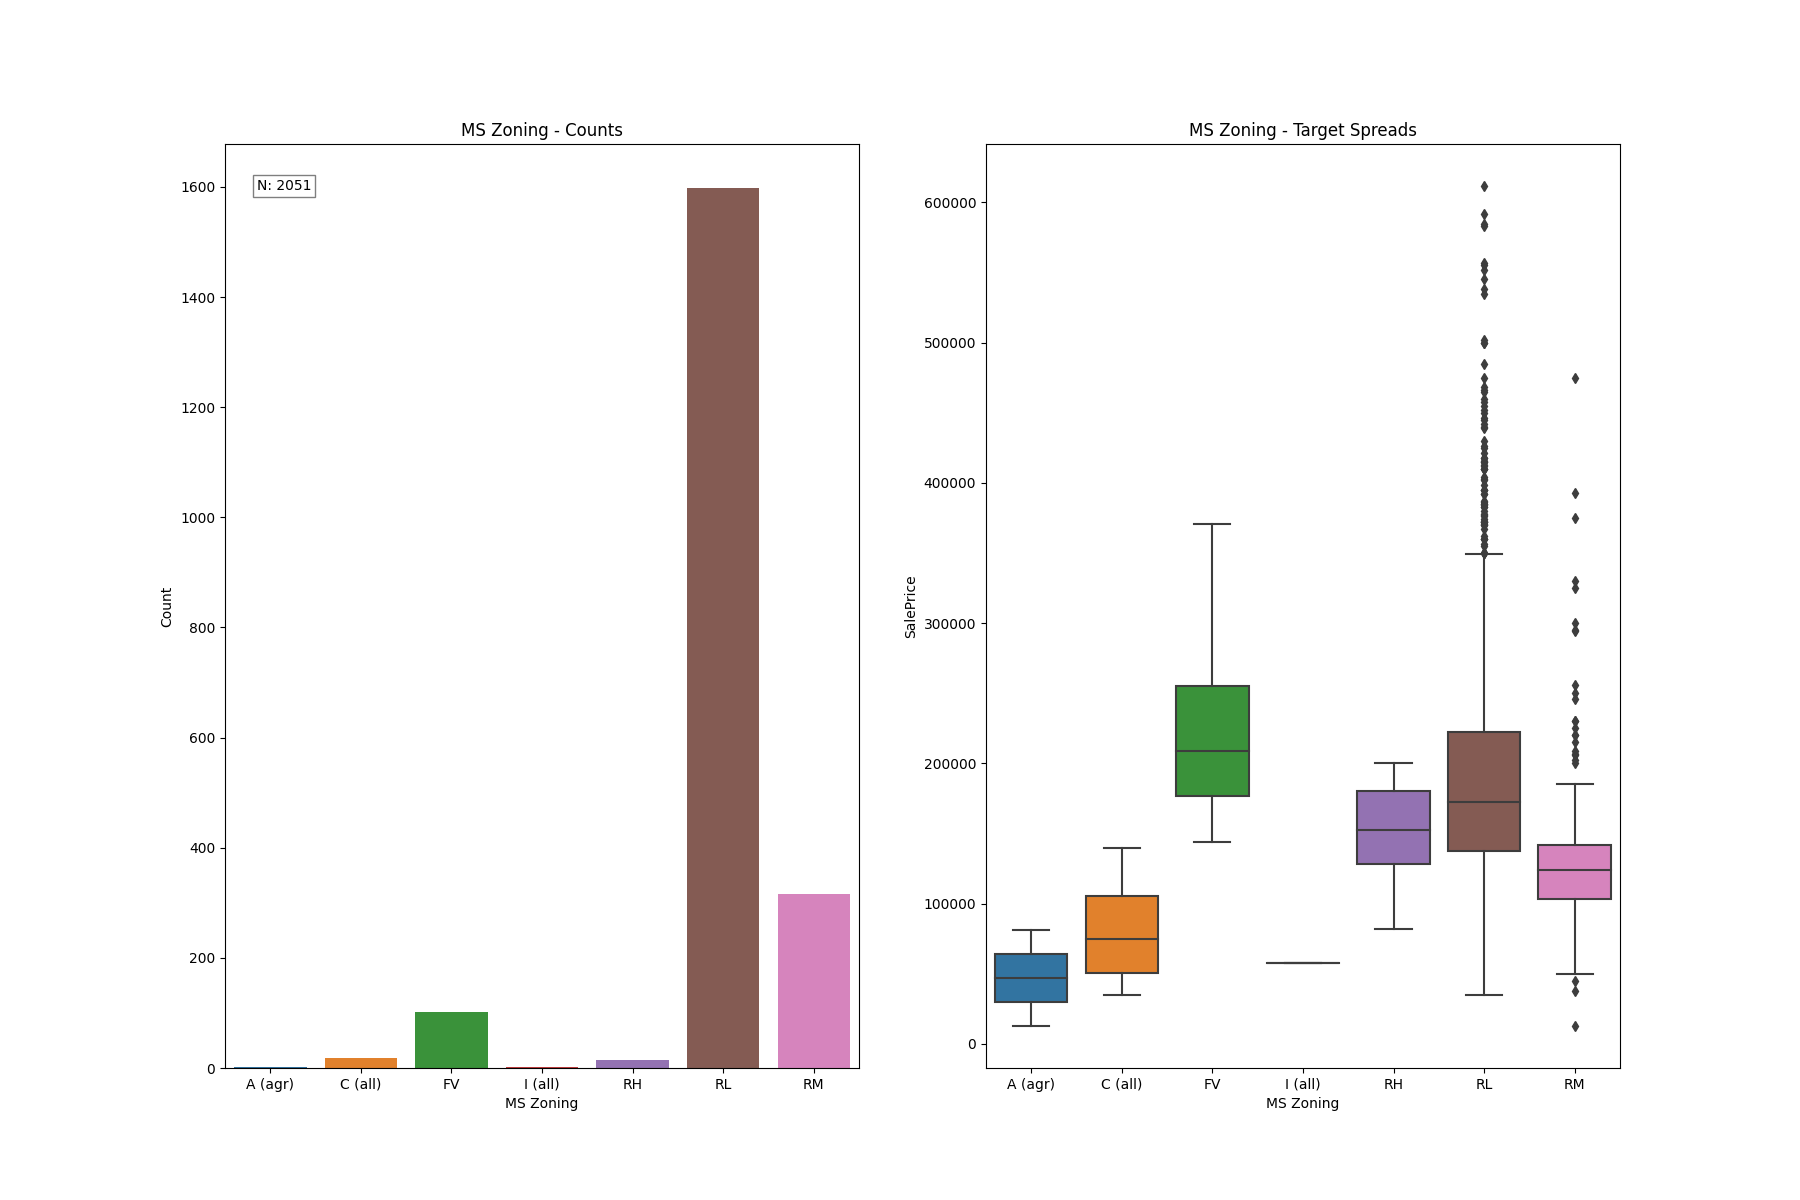 MS Zoning - Counts
N: 2051
1600
1400
1200
1000
800
600
400
200
0
Count
A (agr) C (all) FV I (all) RH RL RM
MS Zoning
MS Zoning - Target Spreads
600000
500000
400000
300000
200000
100000
0
SalePrice
A (agr) C (all) FV I (all) RH RL RM
MS Zoning